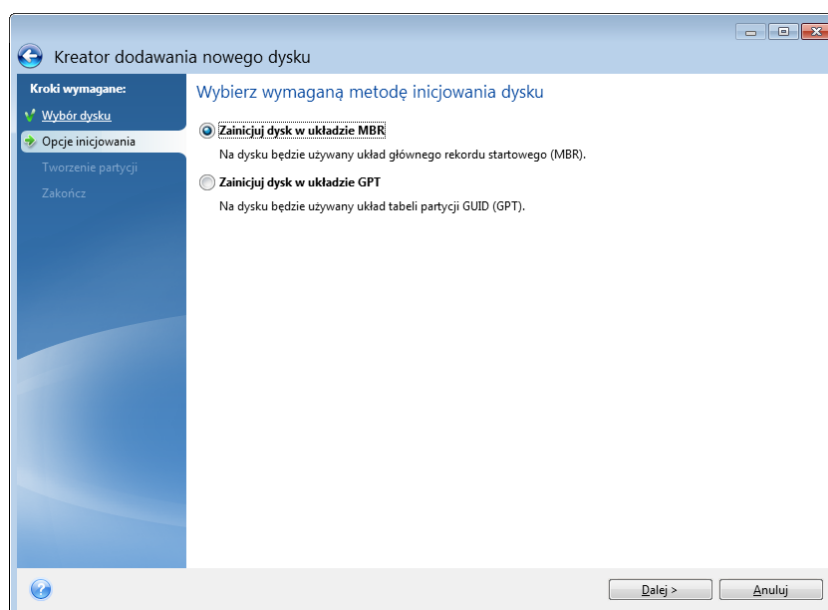 Kreator dodawania nowego dysku
Kroki wymagane:
Wybór dysku
Opcje inicjowania
Tworzenie partycji
Zakończ
Wybierz wymaganą metodę inicjowania dysku
Zainicjuj dysk w układzie MBR
Na dysku będzie używany układ głównego rekordu startowego (MBR).
Zainicjuj dysk w układzie GPT
Na dysku będzie używany układ tabeli partycji GUID (GPT).
Dalej >
Anuluj